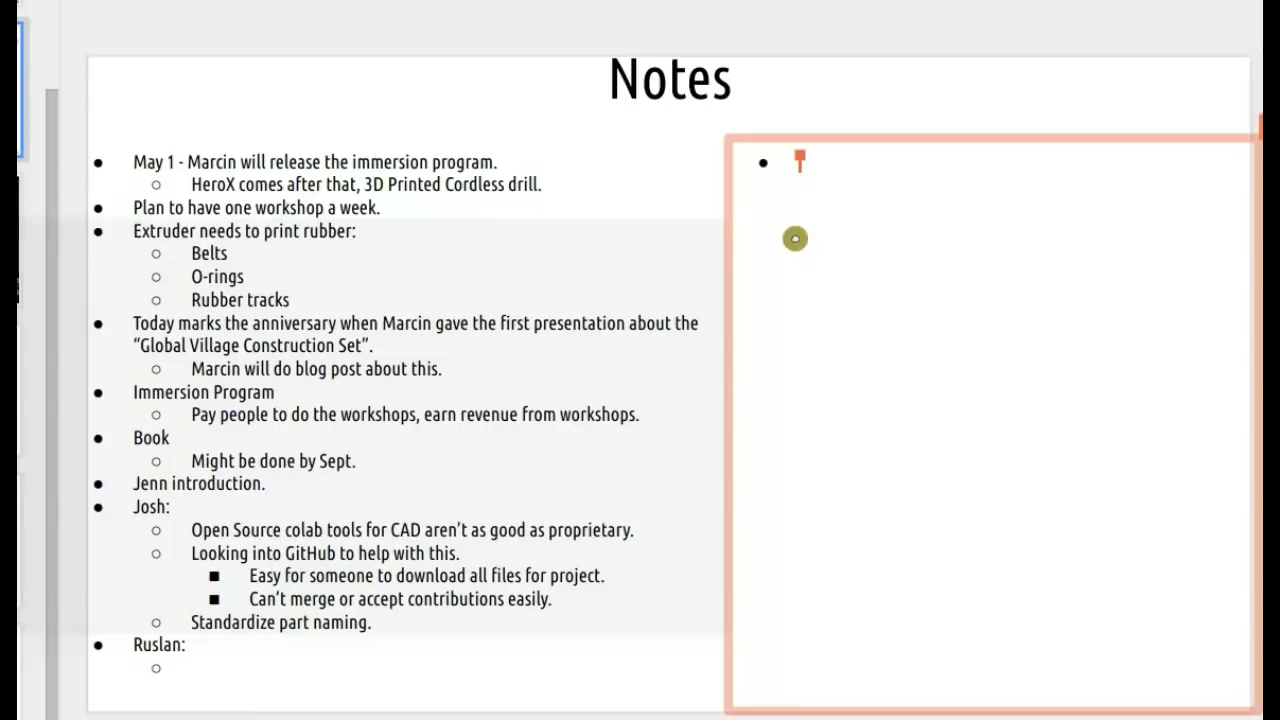 Notes
● May 1 - Marcin will release the immersion program.
○ HeroX comes after that, 3D Printed Cordless drill.
● Plan to have one workshop a week.
● Extruder needs to print rubber:
○ Belts
○ O-rings
○ Rubber tracks
● Today marks the anniversary when Marcin gave the first presentation about the
“Global Village Construction Set”.
○ Marcin will do blog post about this.
● Immersion Program
○ Pay people to do the workshops, earn revenue from workshops.
● Book
○ Might be done by Sept.
● Jenn introduction.
● Josh:
○ Open Source colab tools for CAD aren’t as good as proprietary.
○ Looking into GitHub to help with this.
■ Easy for someone to download all files for project.
■ Can’t merge or accept contributions easily.
○ Standardize part naming.
● Ruslan:
○
●